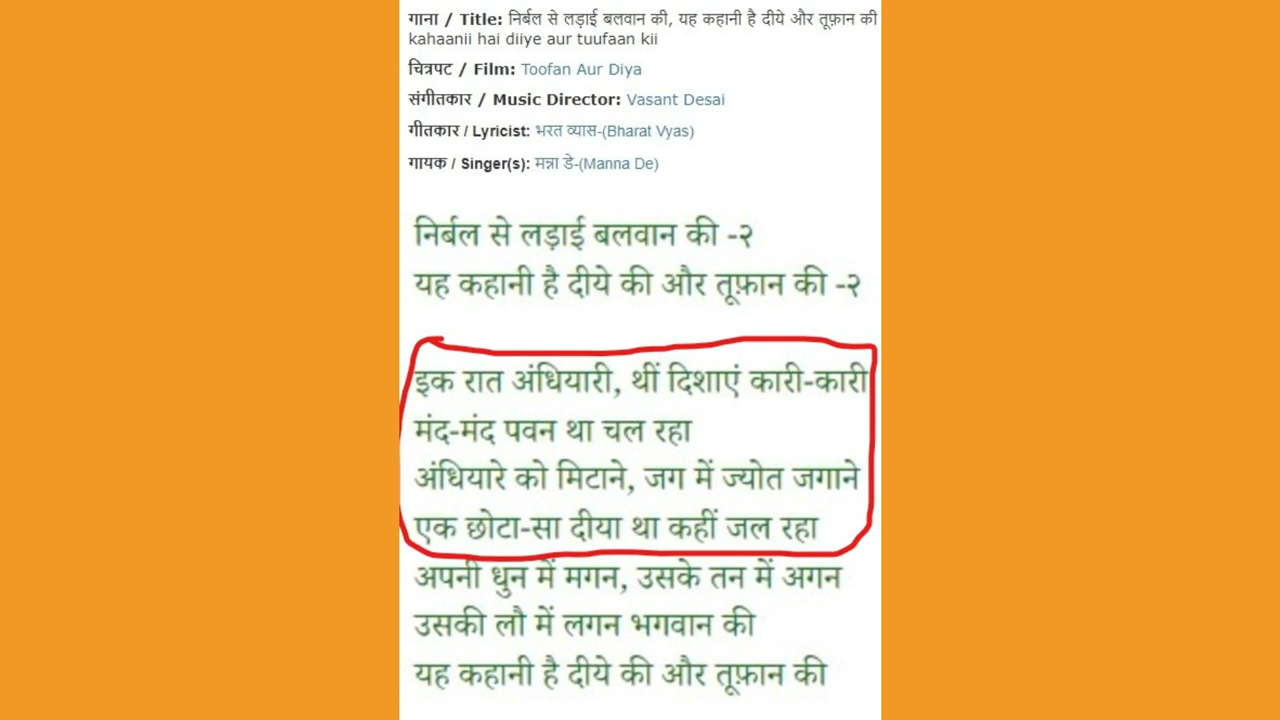 गाना / Title: निर्बल से लड़ाई बलवान की, यह कहानी है दीये और तूफ़ान की
kahaanii hai diiye aur tuufaan kii
चित्रपट / Film: Toofan Aur Diya
संगीतकार / Music Director: Vasant Desai
गीतकार / Lyricist: भरत व्यास-(Bharat Vyas)
गायक / Singer(s): मन्ना डे-(Manna De)
निर्बल से लड़ाई बलवान की -२
यह कहानी है दीये की और तूफ़ान की -२
इक रात अंधियारी, थीं दिशाएं कारी-कारी
मंद-मंद पवन था चल रहा
अंधियारे को मिटाने, जग में ज्योत जगाने
एक छोटा-सा दीया था कहीं जल रहा
अपनी धुन में मगन, उसके तन में अगन
उसकी लौ में लगन भगवान की
यह कहानी है दीये की और तूफ़ान की